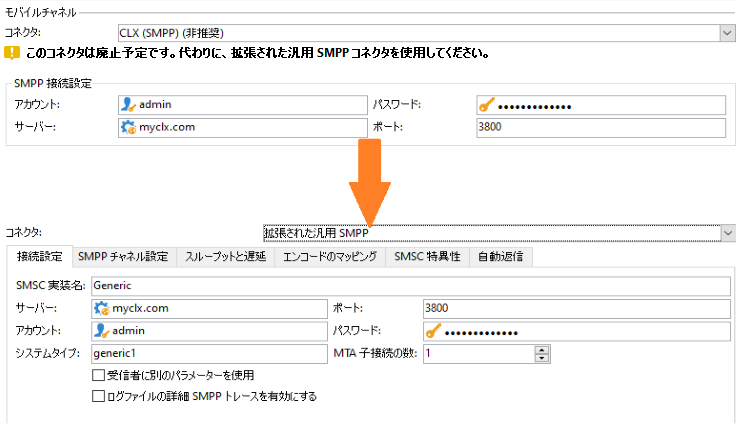 モバイルチャネル
コネクタ: CLX (SMPP) (非推奨)
このコネクタは廃止予定です。代わりに、拡張された汎用 SMPP コネクタを使用してください。
SMPP 接続設定
アカウント: admin パスワード: •••••••••••••
サーバー: myclx.com ポート: 3800
コネクタ: 拡張された汎用 SMPP
接続設定 SMPP チャネル設定 スループットと遅延 エンコードのマッピング SMSC 特異性 自動返信
SMSC 実装名: Generic
サーバー: myclx.com ポート: 3800
アカウント: admin パスワード: •••••••••••••
システムタイプ: generic1 MTA 子接続の数: 1
受信者に別のパラメーターを使用
ログファイルの詳細 SMPP トレースを有効にする